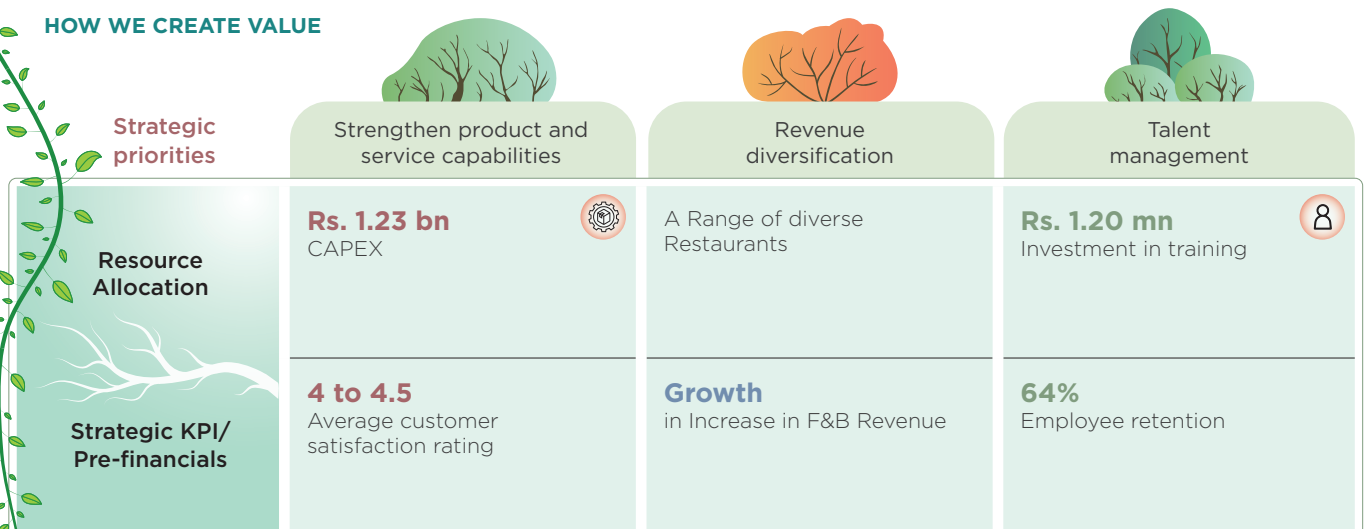 HOW WE CREATE VALUE
Strategic
priorities
Strengthen product and
service capabilities
Revenue
diversification
Talent
management
Resource
Allocation
Rs. 1.23 bn
CAPEX
A Range of diverse
Restaurants
Rs. 1.20 mn
Investment in training
Strategic KPI/
Pre-financials
4 to 4.5
Average customer
satisfaction rating
Growth
in Increase in F&B Revenue
64%
Employee retention